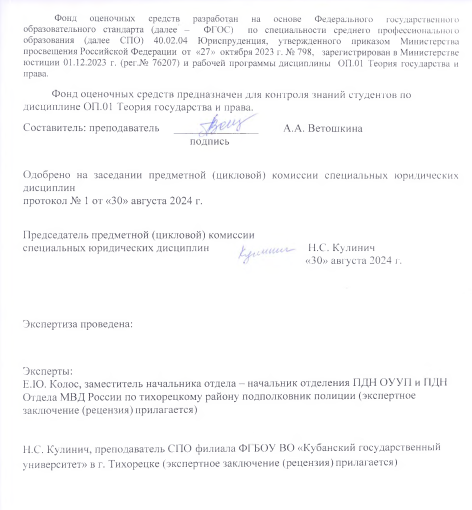 Фонд оценочных средств разработан на основе Федерального государственного
образовательного стандарта (далее – ФГОС) по специальности среднего профессионального
образования (далее СПО) 40.02.04 Юриспруденция, утвержденного приказом Министерства
просвещения Российской Федерации от «27» октября 2023 г. № 798, зарегистрирован в Министерстве
юстиции 01.12.2023 г. (рег.№ 76207) и рабочей программы дисциплины ОП.01 Теория государства и
права.
Фонд оценочных средств предназначен для контроля знаний студентов по
дисциплине ОП.01 Теория государства и права.
Составитель: преподаватель А.А. Ветошкина
подпись
Одобрено на заседании предметной (цикловой) комиссии специальных юридических
дисциплин
протокол № 1 от «30» августа 2024 г.
Председатель предметной (цикловой) комиссии
специальных юридических дисциплин Н.С. Кулинич
«30» августа 2024 г.
Экспертиза проведена:
Эксперты:
Е.Ю. Колос, заместитель начальника отдела – начальник отделения ПДН ОУУП и ПДН
Отдела МВД России по тихорецкому району подполковник полиции (экспертное
заключение (рецензия) прилагается)
Н.С. Кулинич, преподаватель СПО филиала ФГБОУ ВО «Кубанский государственный
университет» в г. Тихорецке (экспертное заключение (рецензия) прилагается)